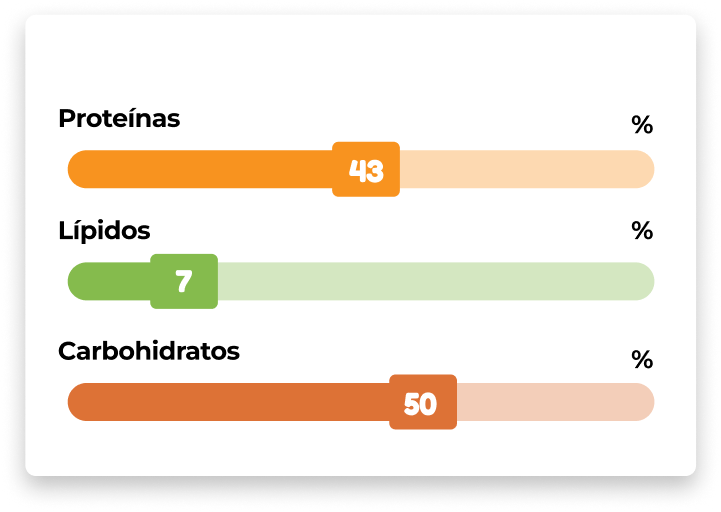 Proteínas
%
43
Lípidos
%
7
Carbohidratos
%
50